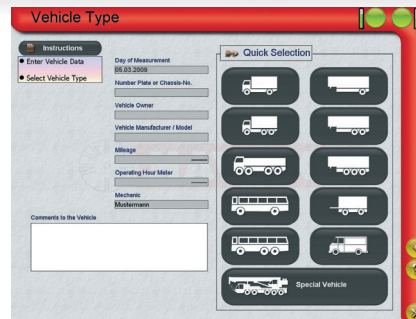 Vehicle Type
Instructions
Enter Vehicle Data
Select Vehicle Type
Day of Measurement
05.03.2009
Number Plate or Chassis-No.
Vehicle Owner
Vehicle Manufacturer / Model
Mileage
Operating Hour Meter
Mechanic
Mustermann
Comments to the Vehicle
Quick Selection
Special Vehicle